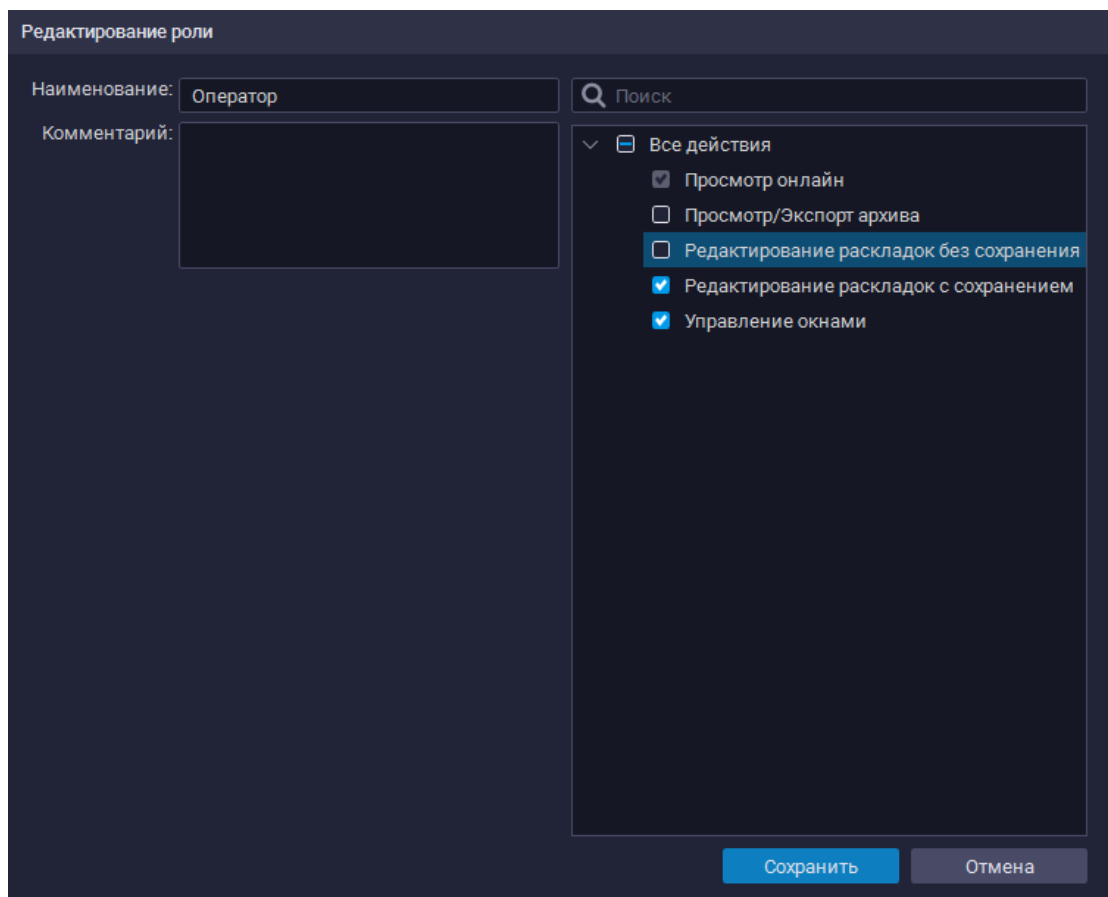 Редактирование роли
Наименование: Оператор
Комментарий:
Поиск
Все действия
Просмотр онлайн
Просмотр/Экспорт архива
Редактирование раскладок без сохранения
Редактирование раскладок с сохранением
Управление окнами
Сохранить Отмена